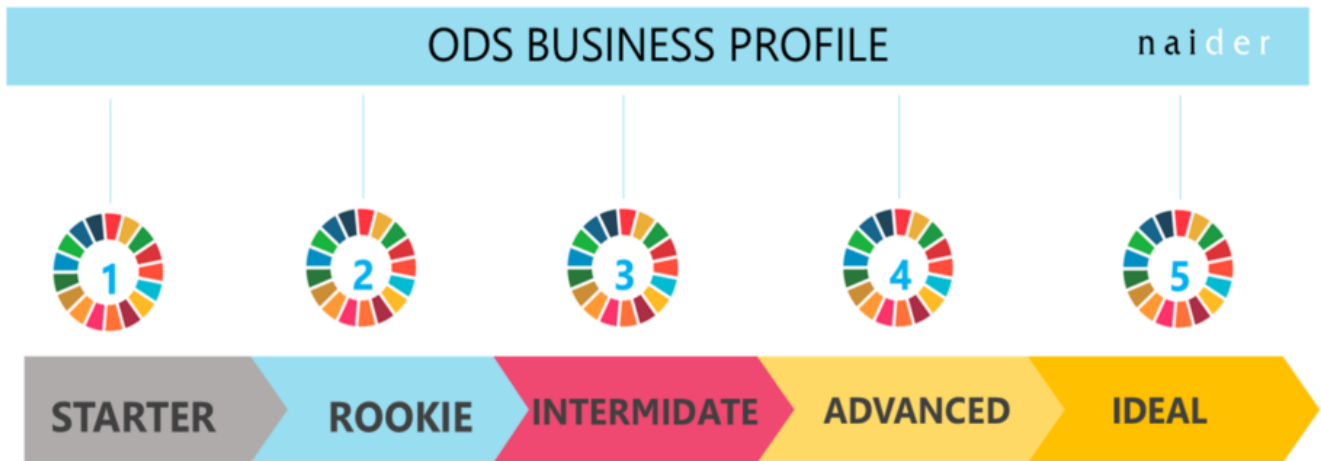 ODS BUSINESS PROFILE
naider
1
2
3
4
5
STARTER
ROOKIE
INTERMIDATE
ADVANCED
IDEAL